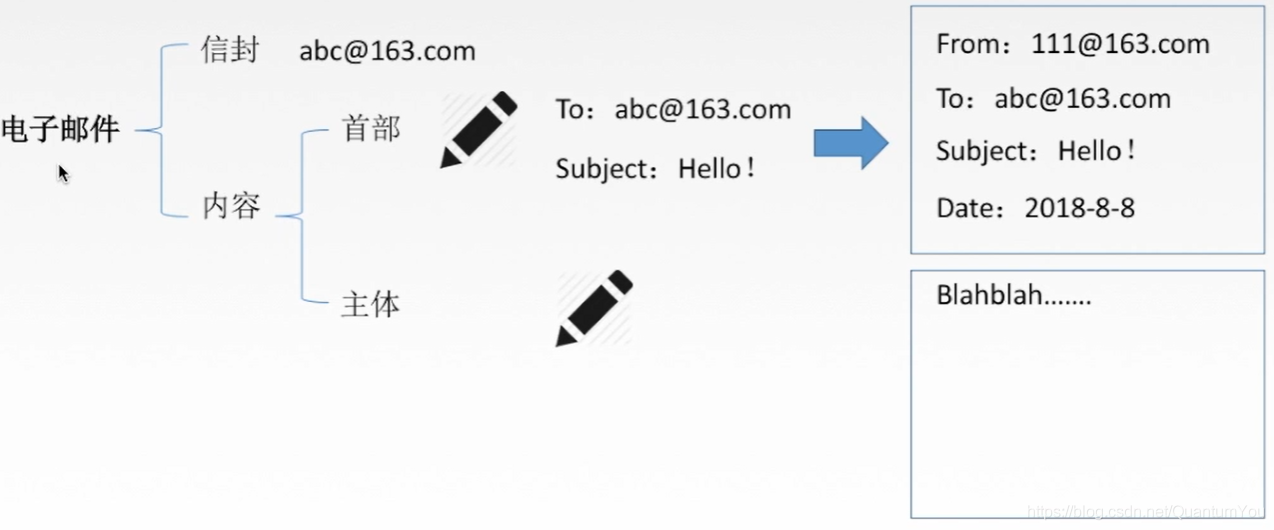 电子邮件
信封 abc@163.com
内容
首部
主体
To：abc@163.com
Subject：Hello！
From：111@163.com
To：abc@163.com
Subject：Hello！
Date：2018-8-8
Blahblah.......
https://blog.csdn.net/QuantumYou